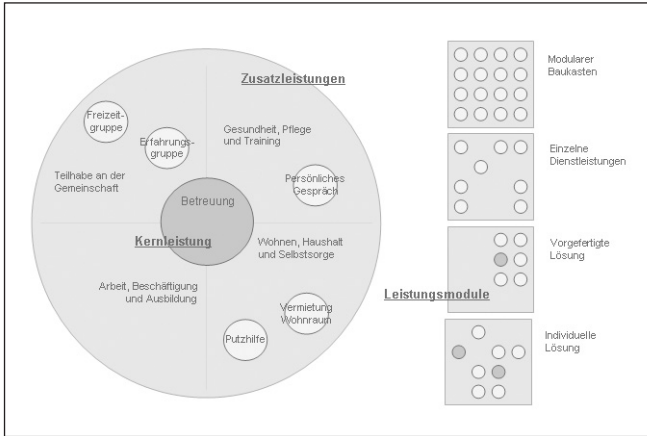 Zusatzleistungen
Freizeit-
gruppe
Erfahrungs-
gruppe
Gesundheit, Pflege
und Training
Teilhabe an der
Gemeinschaft
Persönliches
Gespräch
Betreuung
Kernleistung
Wohnen, Haushalt
und Selbstsorge
Arbeit, Beschäftigung
und Ausbildung
Vermietung
Wohnraum
Putzhilfe
Leistungsmodule
Modularer
Baukasten
Einzelne
Dienstleistungen
Vorgefertigte
Lösung
Individuelle
Lösung